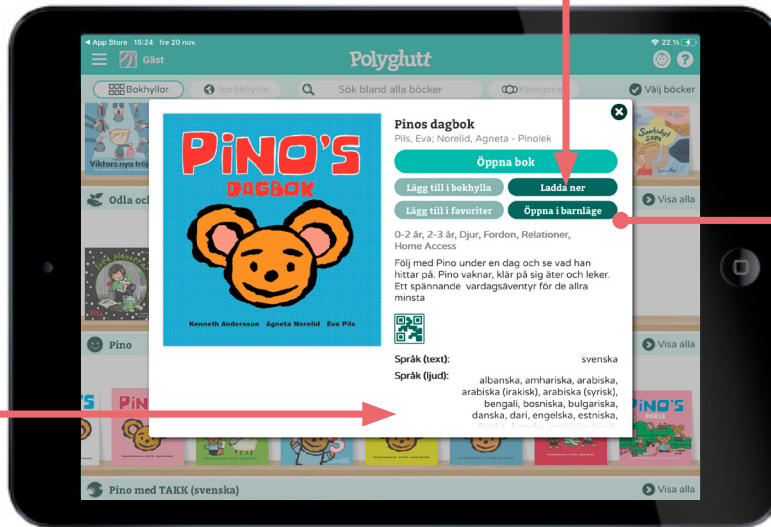 App Store 15:24 fre 20 nov.
22 %
Gäst
Polyglutt
?
Bokhyllor
Språkhyllor
Sök bland alla böcker
Kategorier
Välj böcker
Viktors nya tröja
Samtidigt som
PINO'S
DAGBOK
Kenneth Andersson Agneta Norelid Eva Pils
Pinos dagbok
Pils, Eva; Norelid, Agneta - Pinolek
Öppna bok
Lägg till i bokhylla
Ladda ner
Lägg till i favoriter
Öppna i barnläge
0-2 år, 2-3 år, Djur, Fordon, Relationer,
Home Access
Följ med Pino under en dag och se vad han
hittar på. Pino vaknar, klär på sig äter och leker.
Ett spännande vardagsäventyr för de allra
minsta
Språk (text):
svenska
Språk (ljud):
albanska, amhariska, arabiska,
arabiska (irakisk), arabiska (syrisk),
bengali, bosniska, bulgariska,
danska, dari, engelska, estniska,
Odla och
Visa alla
Pino
Visa alla
PINO'S
Pino med TAKK (svenska)
Visa alla